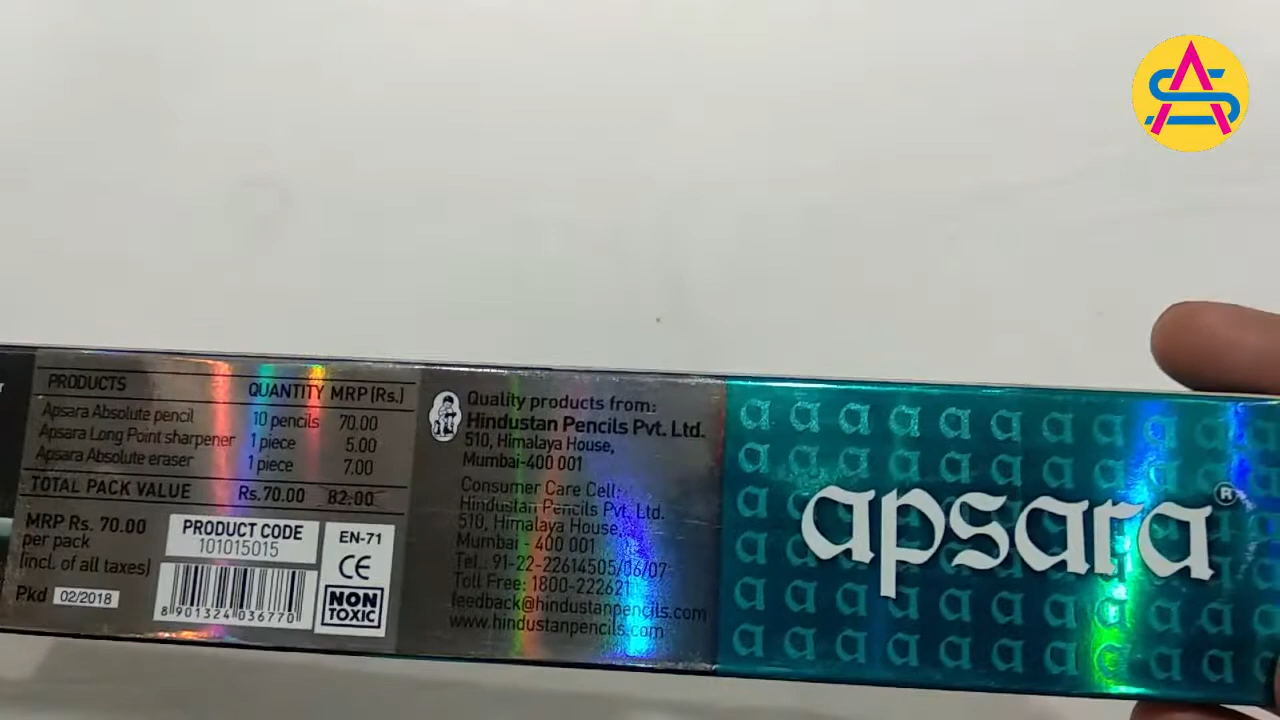 PRODUCTS QUANTITY MRP (Rs.)
Apsara Absolute pencil 10 pencils 70.00
Apsara Long Point sharpener 1 piece 5.00
Apsara Absolute eraser 1 piece 7.00
TOTAL PACK VALUE Rs.70.00 82.00
MRP Rs. 70.00
per pack
(incl. of all taxes)
Pkd 02/2018
PRODUCT CODE
101015015
8 901324 036770
EN-71
CE
NON
TOXIC
Quality products from:
Hindustan Pencils Pvt. Ltd.
510, Himalaya House,
Mumbai-400 001
Consumer Care Cell:
Hindustan Pencils Pvt. Ltd.
510, Himalaya House,
Mumbai - 400 001
Tel.: 91-22-22614505/06/07
Toll Free: 1800-222621
feedback@hindustanpencils.com
www.hindustanpencils.com
apsara®
AS